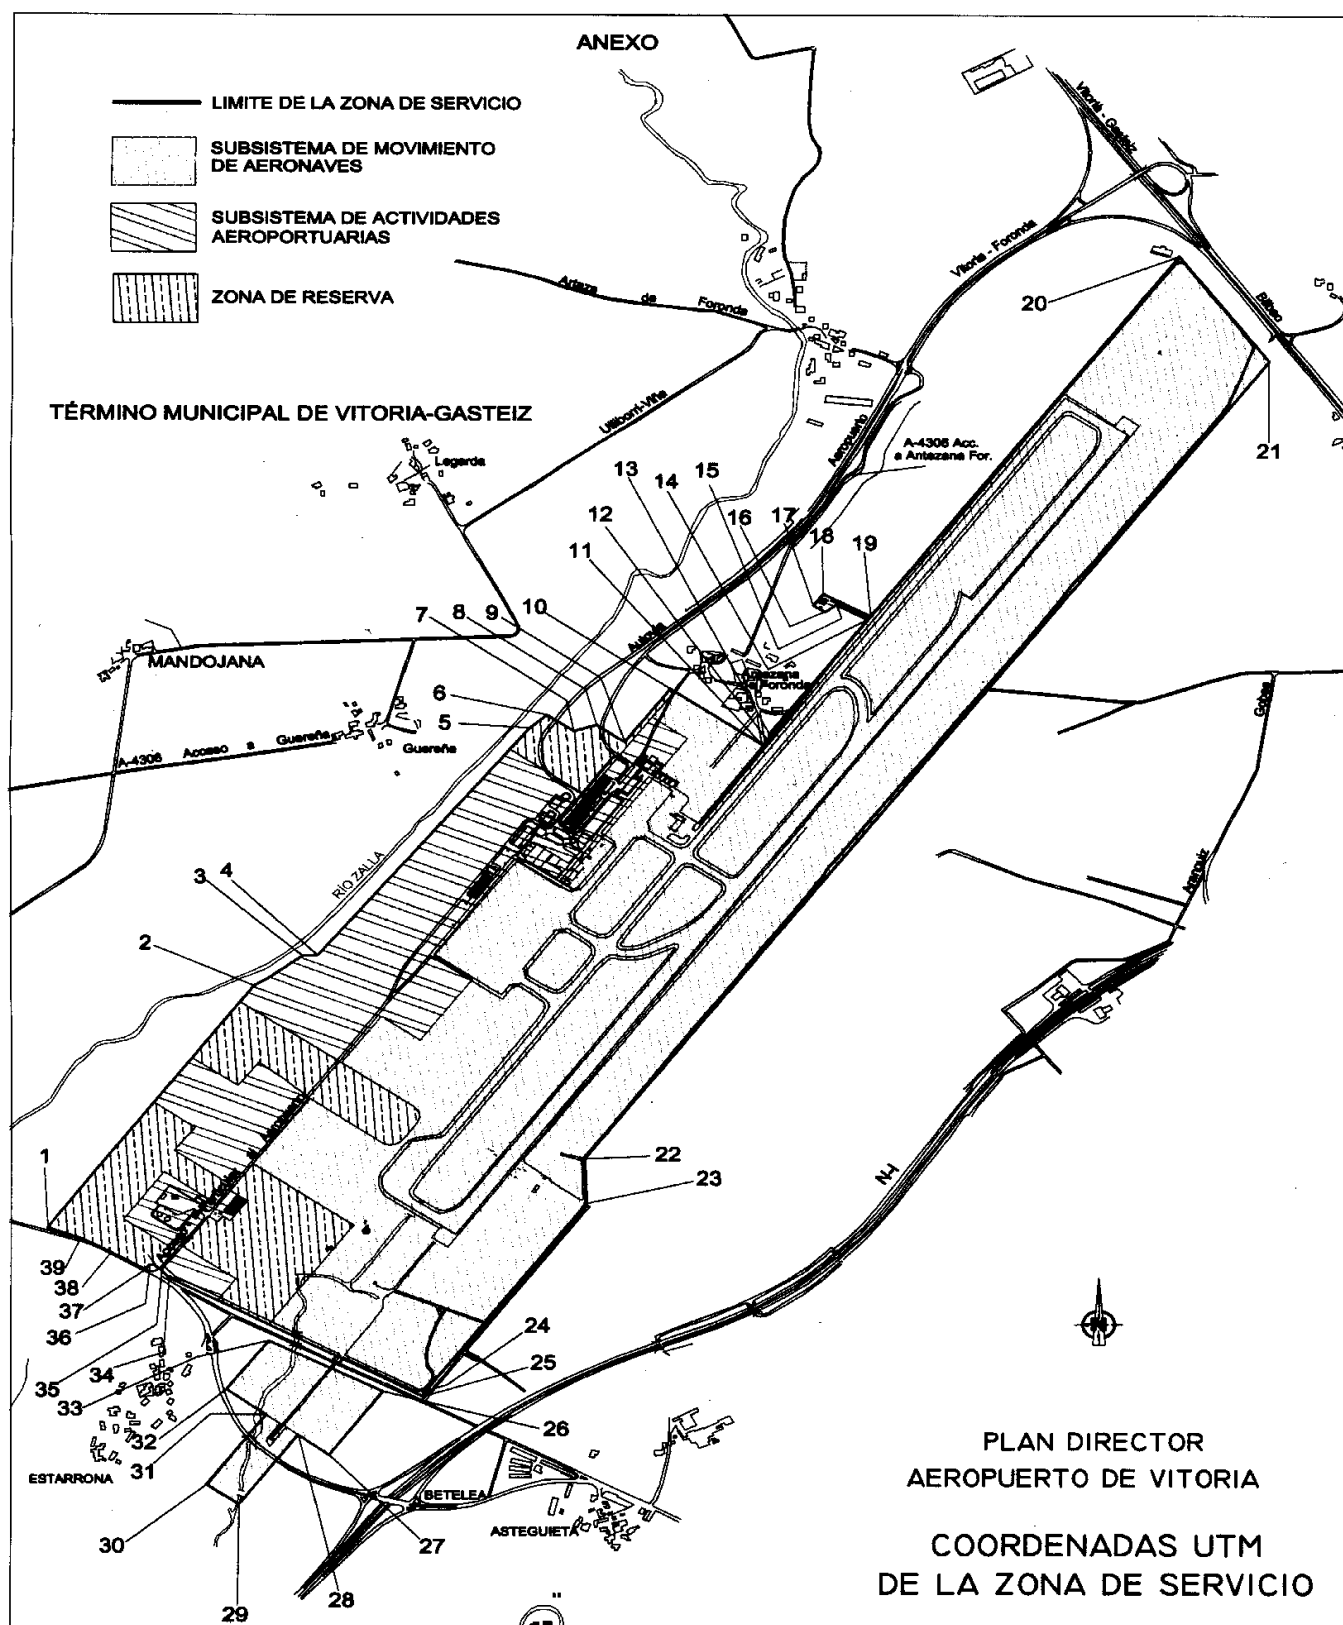 ANEXO
LIMITE DE LA ZONA DE SERVICIO
SUBSISTEMA DE MOVIMIENTO
DE AERONAVES
SUBSISTEMA DE ACTIVIDADES
AEROPORTUARIAS
ZONA DE RESERVA
TÉRMINO MUNICIPAL DE VITORIA-GASTEIZ
Vitoria - Gasteiz
Bilbao
Vitoria - Foronda
Aeropuerto
Autovía
Artaza de Foronda
Ullibarri-Viña
Legarda
A-4306 Acc.
a Antezana For.
Antezana
Foronda
MANDOJANA
A-4306 Acceso a Guereña
Guereña
RÍO ZALLA
Aránguiz
N-I
ESTARRONA
BETELEA
ASTEGUIETA
1
2
3
4
5
6
7
8
9
10
11
12
13
14
15
16
17
18
19
20
21
22
23
24
25
26
27
28
29
30
31
32
33
34
35
36
37
38
39
PLAN DIRECTOR
AEROPUERTO DE VITORIA
COORDENADAS UTM
DE LA ZONA DE SERVICIO